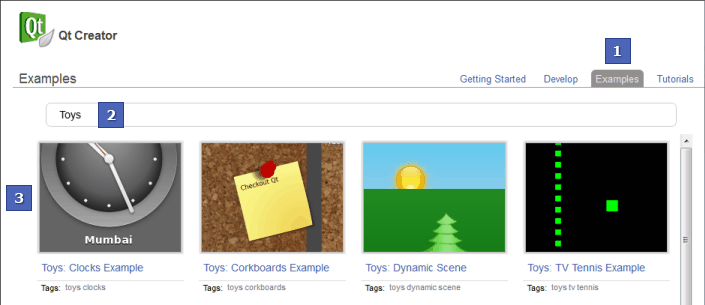 Qt
Qt Creator
1
Examples
Getting Started Develop Examples Tutorials
Toys 2
3
Checkout Qt
Mumbai
Toys: Clocks Example Toys: Corkboards Example Toys: Dynamic Scene Toys: TV Tennis Example
Tags: toys clocks Tags: toys corkboards Tags: toys dynamic scene Tags: toys tv tennis